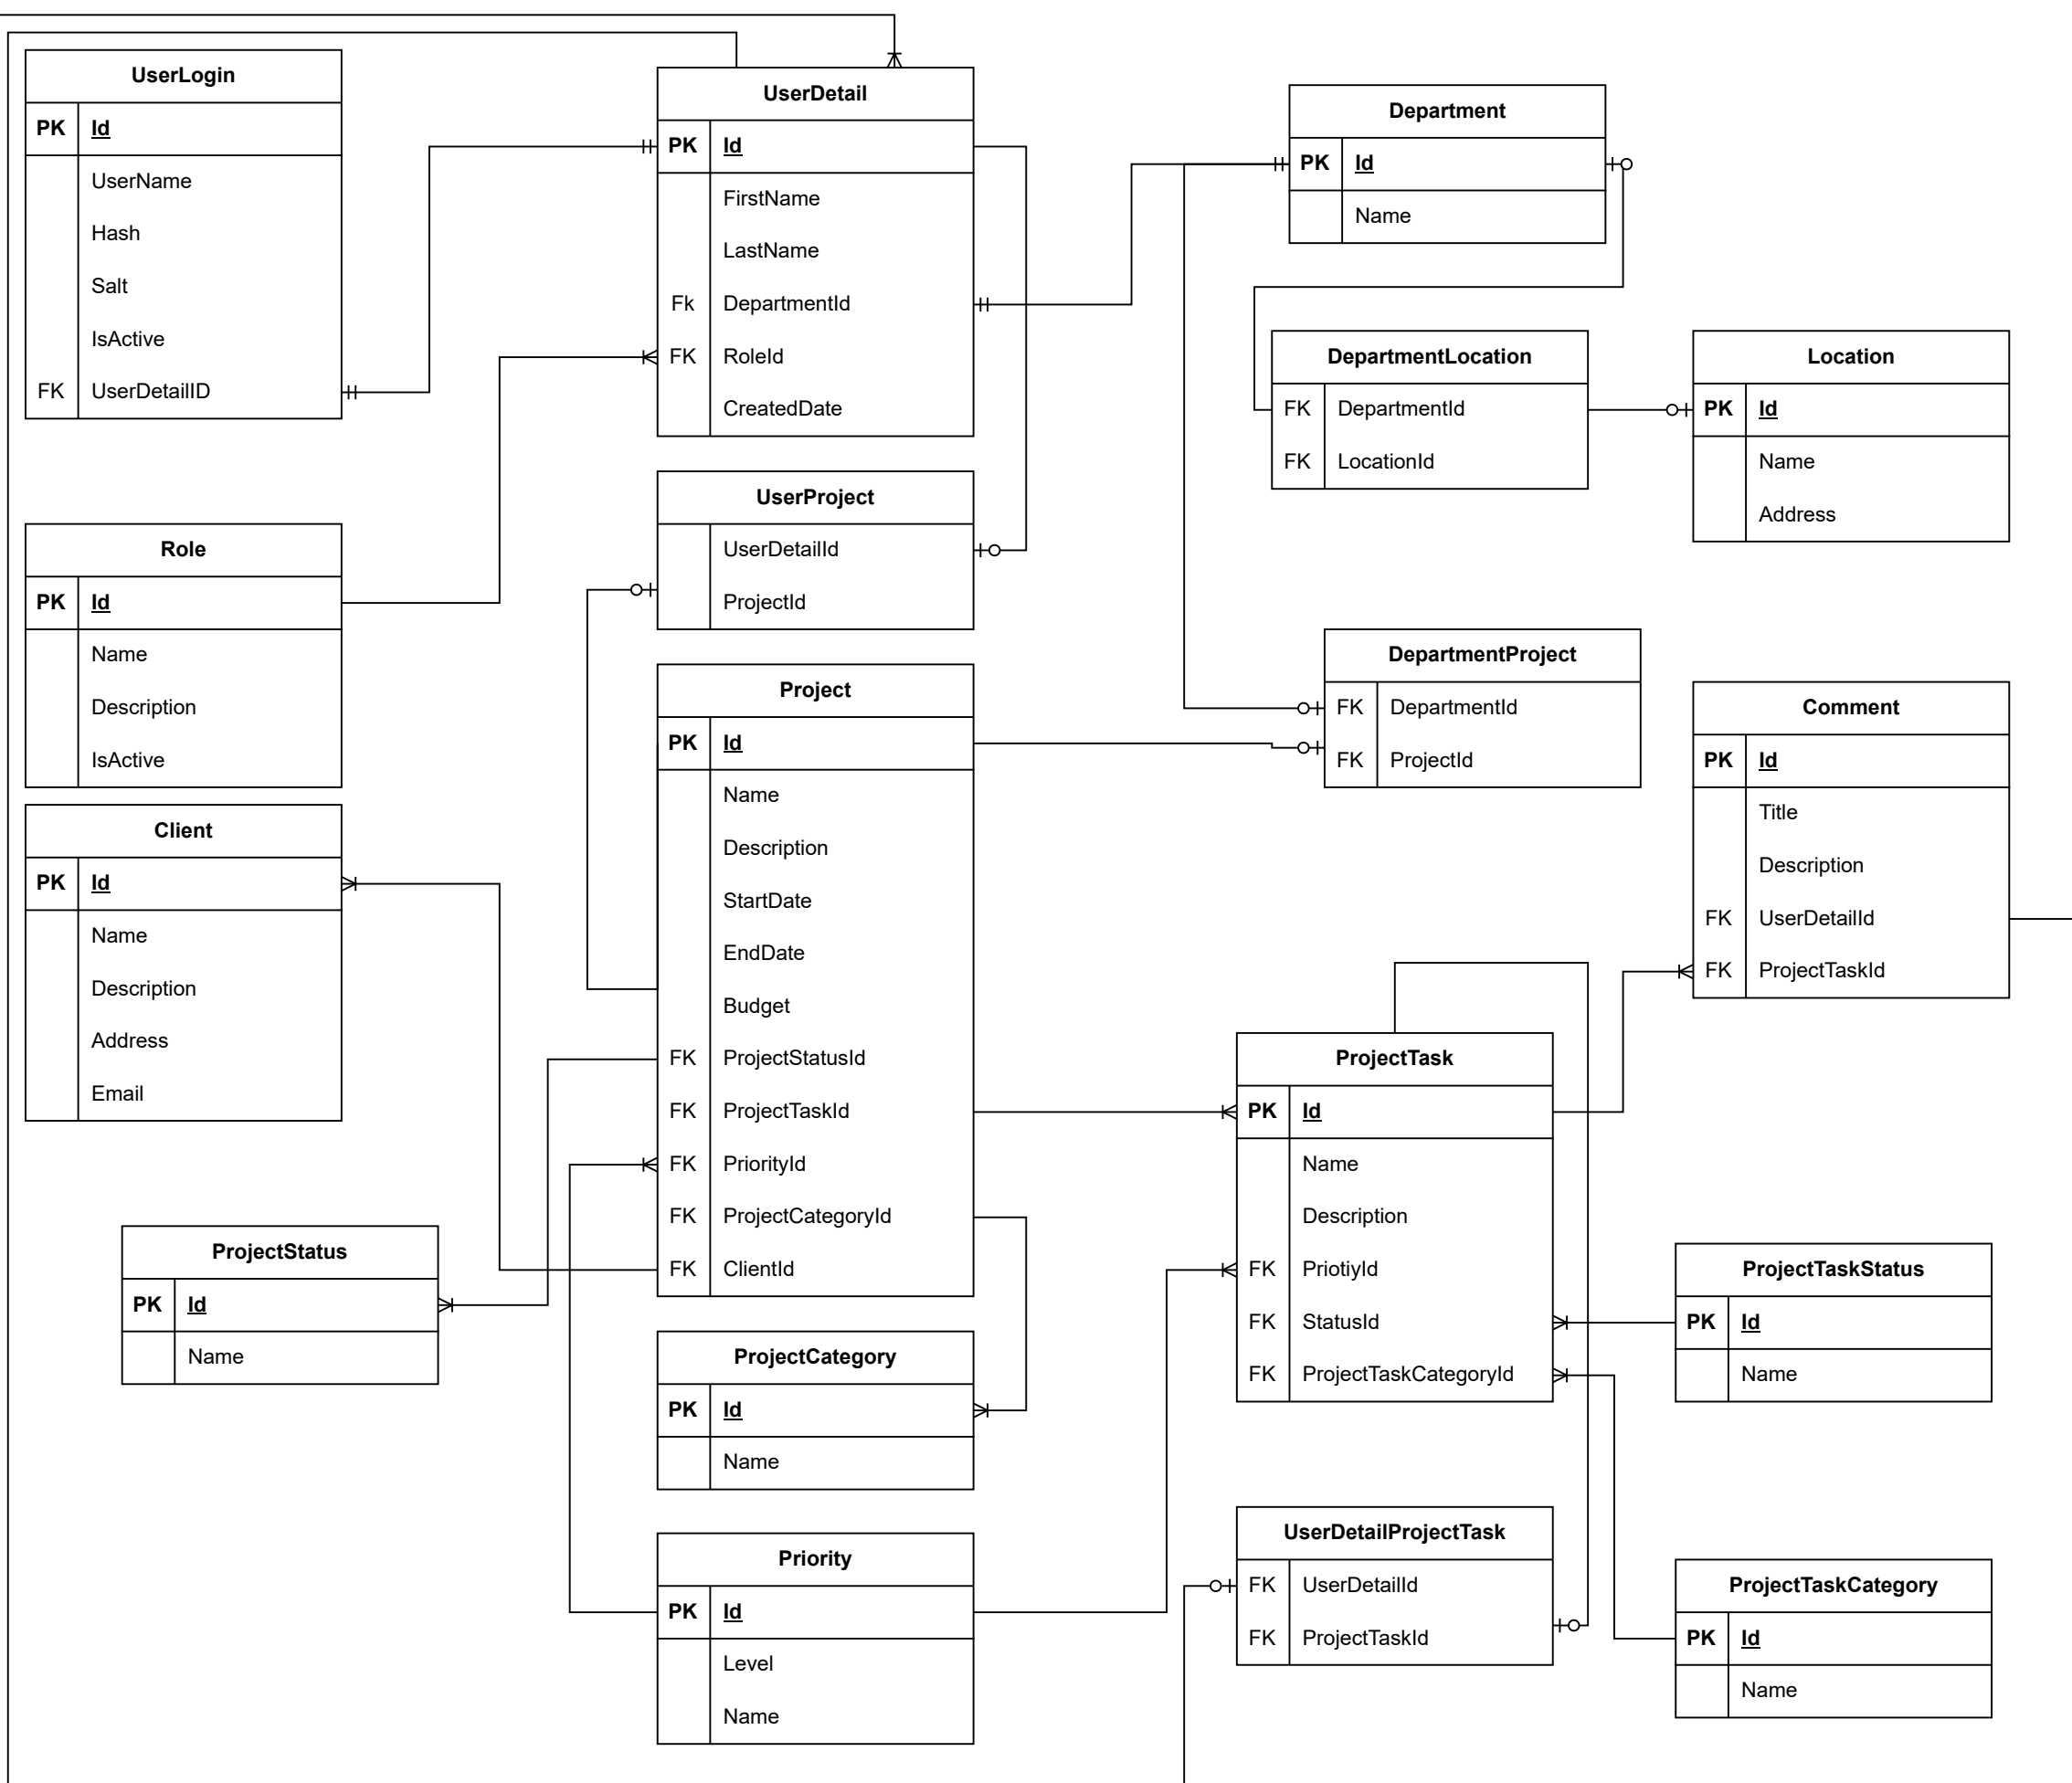 UserLogin
PK Id
UserName
Hash
Salt
IsActive
FK UserDetailID
UserDetail
PK Id
FirstName
LastName
Fk DepartmentId
FK RoleId
CreatedDate
Department
PK Id
Name
DepartmentLocation
FK DepartmentId
FK LocationId
Location
PK Id
Name
Address
UserProject
UserDetailId
ProjectId
Role
PK Id
Name
Description
IsActive
DepartmentProject
FK DepartmentId
FK ProjectId
Project
PK Id
Name
Description
StartDate
EndDate
Budget
FK ProjectStatusId
FK ProjectTaskId
FK PriorityId
FK ProjectCategoryId
FK ClientId
Comment
PK Id
Title
Description
FK UserDetailId
FK ProjectTaskId
Client
PK Id
Name
Description
Address
Email
ProjectTask
PK Id
Name
Description
FK PriotiyId
FK StatusId
FK ProjectTaskCategoryId
ProjectStatus
PK Id
Name
ProjectTaskStatus
PK Id
Name
ProjectCategory
PK Id
Name
UserDetailProjectTask
FK UserDetailId
FK ProjectTaskId
Priority
PK Id
Level
Name
ProjectTaskCategory
PK Id
Name